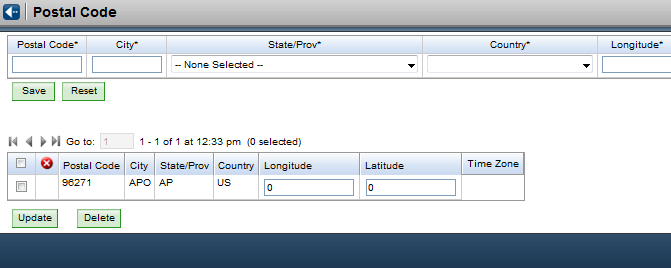 Postal Code
Postal Code* City* State/Prov* Country* Longitude*
-- None Selected --
Save Reset
Go to: 1 1 - 1 of 1 at 12:33 pm (0 selected)
Postal Code City State/Prov Country Longitude Latitude Time Zone
96271 APO AP US 0 0
Update Delete